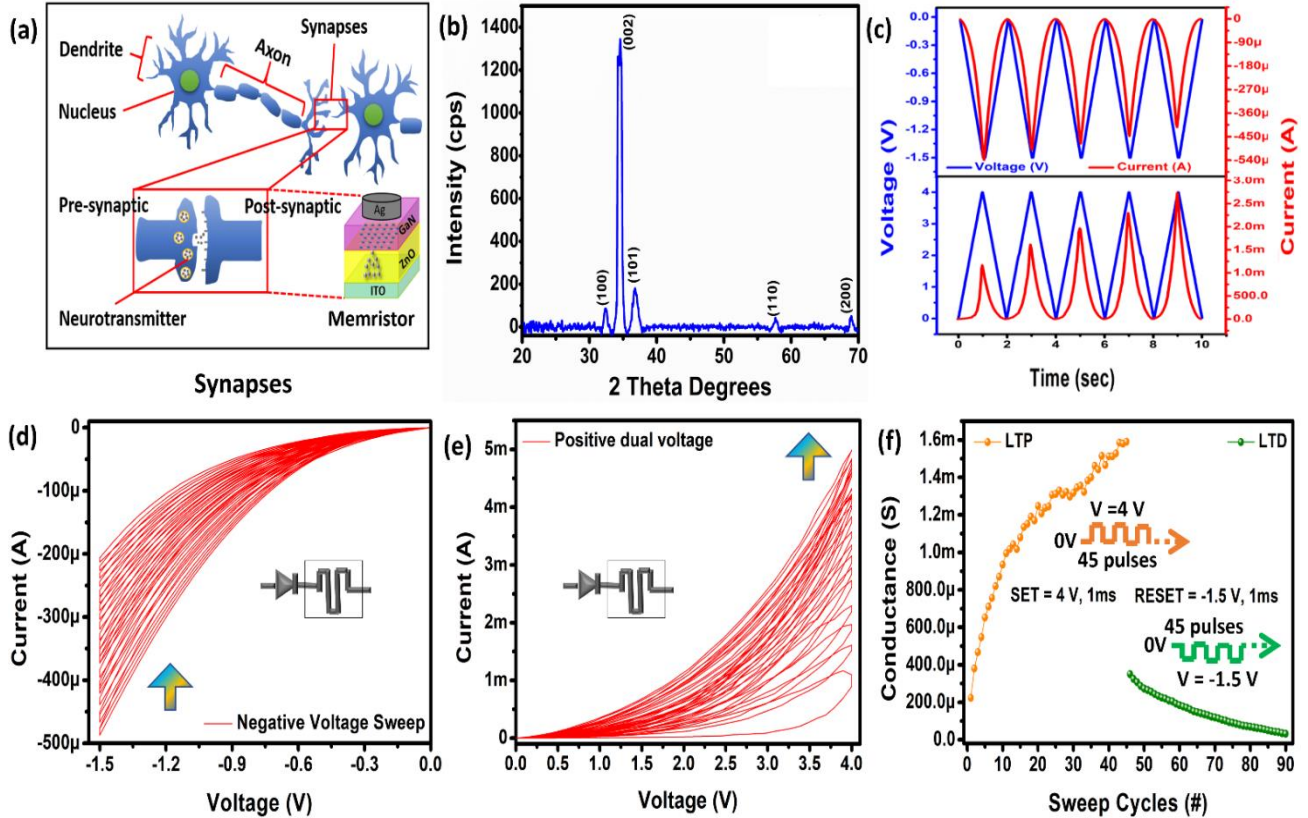 (a)
Synapses
Dendrite
Axon
Nucleus
Pre-synaptic
Post-synaptic
Ag
GaN
ZnO
ITO
Neurotransmitter
Memristor
Synapses
(b)
Intensity (cps)
1400
1200
1000
800
600
400
200
0
(002)
(100)
(101)
(110)
(200)
20 30 40 50 60 70
2 Theta Degrees
(c)
Voltage (V)
0.0
-0.3
-0.6
-0.9
-1.2
-1.5
Voltage (V)
Current (A)
0
-90µ
-180µ
-270µ
-360µ
-450µ
-540µ
4
3
2
1
0
3.0m
2.5m
2.0m
1.5m
1.0m
500.0µ
0.0
Current (A)
0 2 4 6 8 10
Time (sec)
(d)
Current (A)
0
-100µ
-200µ
-300µ
-400µ
-500µ
Negative Voltage Sweep
-1.5 -1.2 -0.9 -0.6 -0.3 0.0
Voltage (V)
(e)
Current (A)
Positive dual voltage
5m
4m
3m
2m
1m
0
0.0 0.5 1.0 1.5 2.0 2.5 3.0 3.5 4.0
Voltage (V)
(f)
Conductance (S)
1.6m
1.4m
1.2m
1.0m
800.0µ
600.0µ
400.0µ
200.0µ
0.0
LTP
LTD
V =4 V
0V
45 pulses
SET = 4 V, 1ms
RESET = -1.5 V, 1ms
45 pulses
0V
V = -1.5 V
0 10 20 30 40 50 60 70 80 90
Sweep Cycles (#)